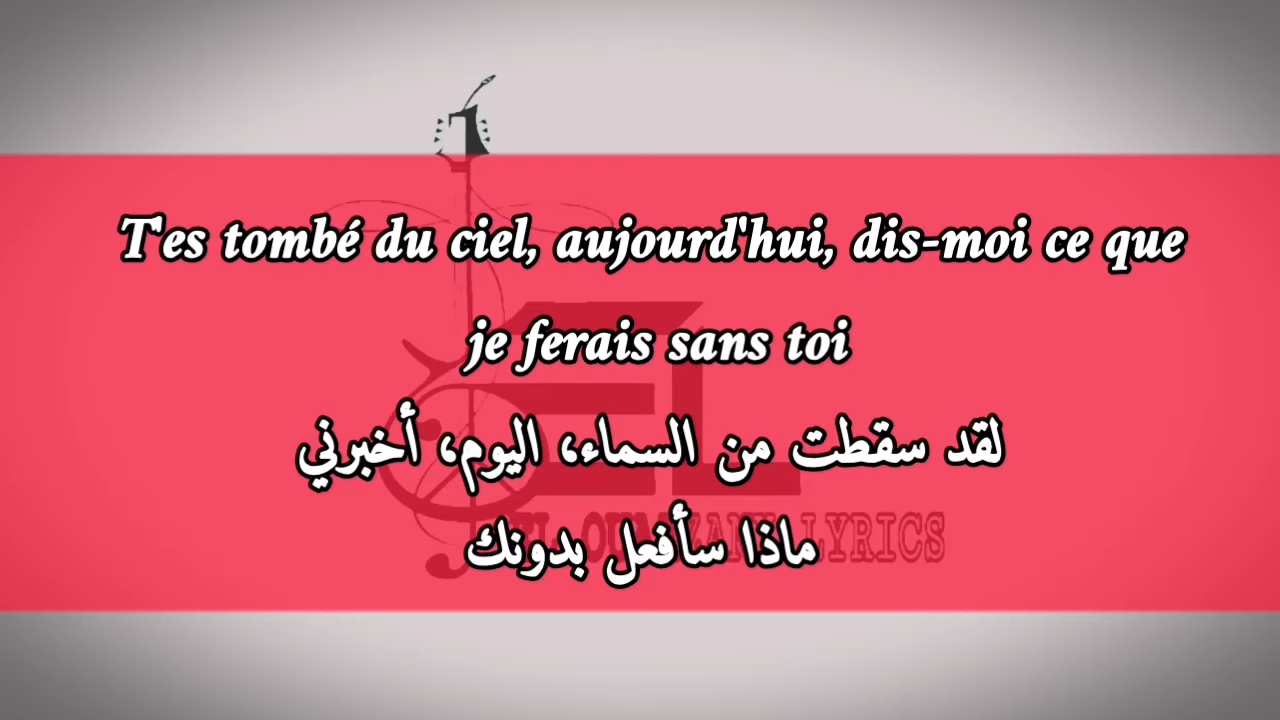 T'es tombé du ciel, aujourd'hui, dis-moi ce que
je ferais sans toi
لقد سقطت من السماء، اليوم، أخبرني
ماذا سأفعل بدونك
LYRICS